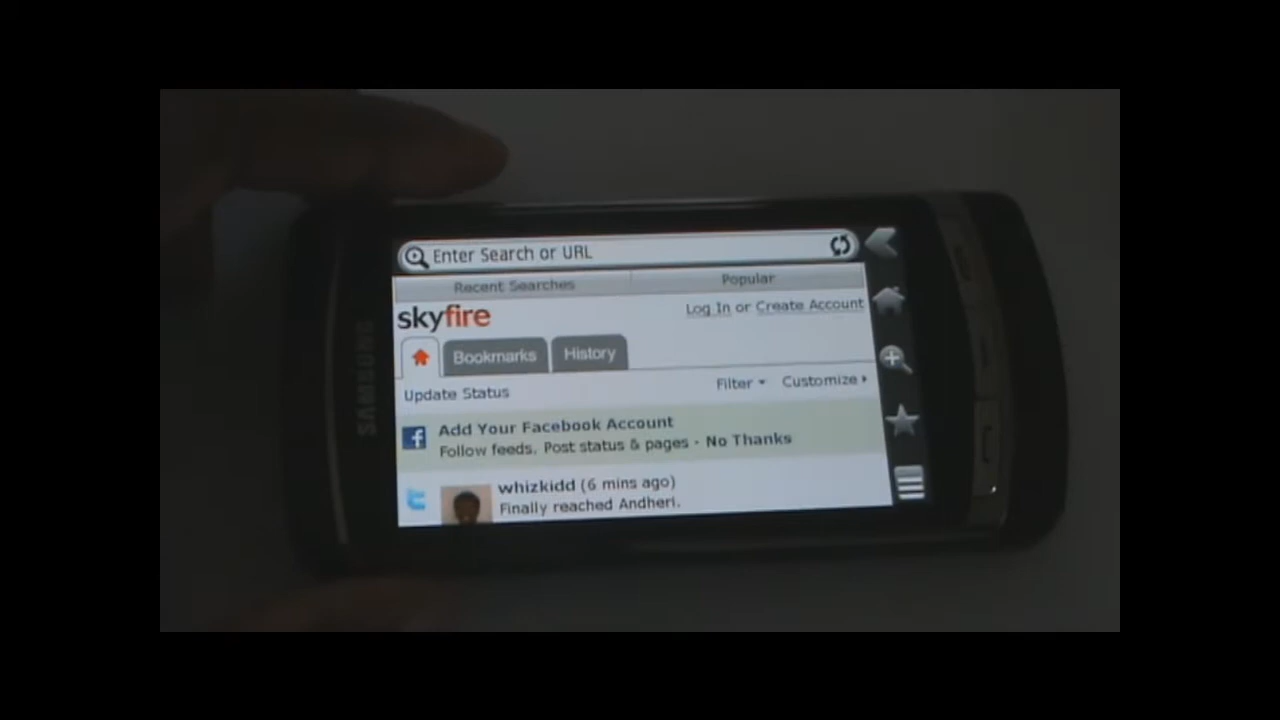 Enter Search or URL
Recent Searches Popular
skyfire
Log In or Create Account
Bookmarks History
Update Status Filter Customize
Add Your Facebook Account
Follow feeds, Post status & pages - No Thanks
whizkidd (6 mins ago)
Finally reached Andheri.
SAMSUNG